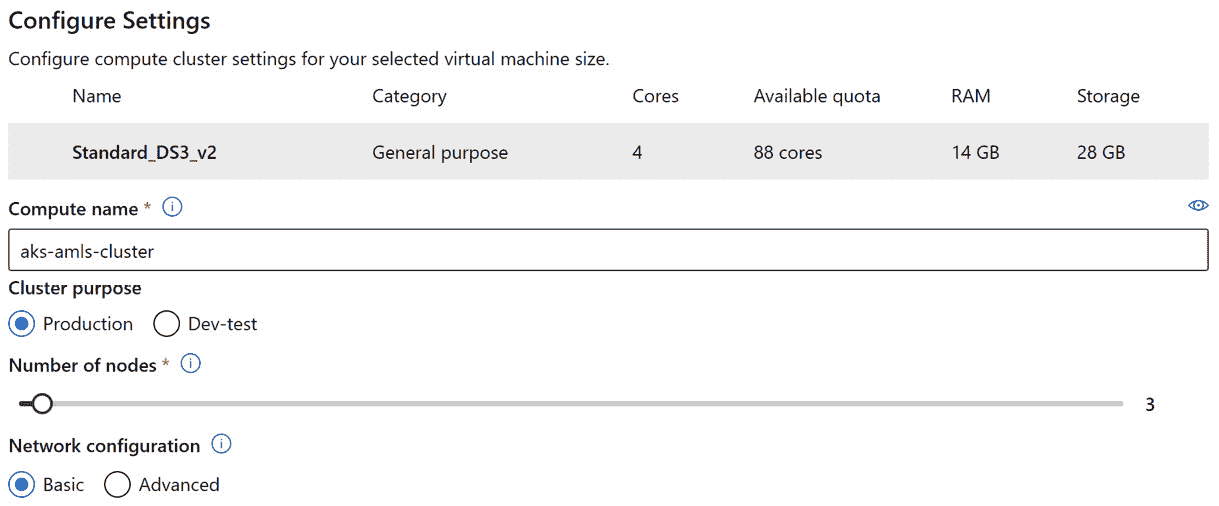 Configure Settings
Configure compute cluster settings for your selected virtual machine size.
Name Category Cores Available quota RAM Storage
Standard_DS3_v2 General purpose 4 88 cores 14 GB 28 GB
Compute name *
aks-amls-cluster
Cluster purpose
Production Dev-test
Number of nodes *
3
Network configuration
Basic Advanced